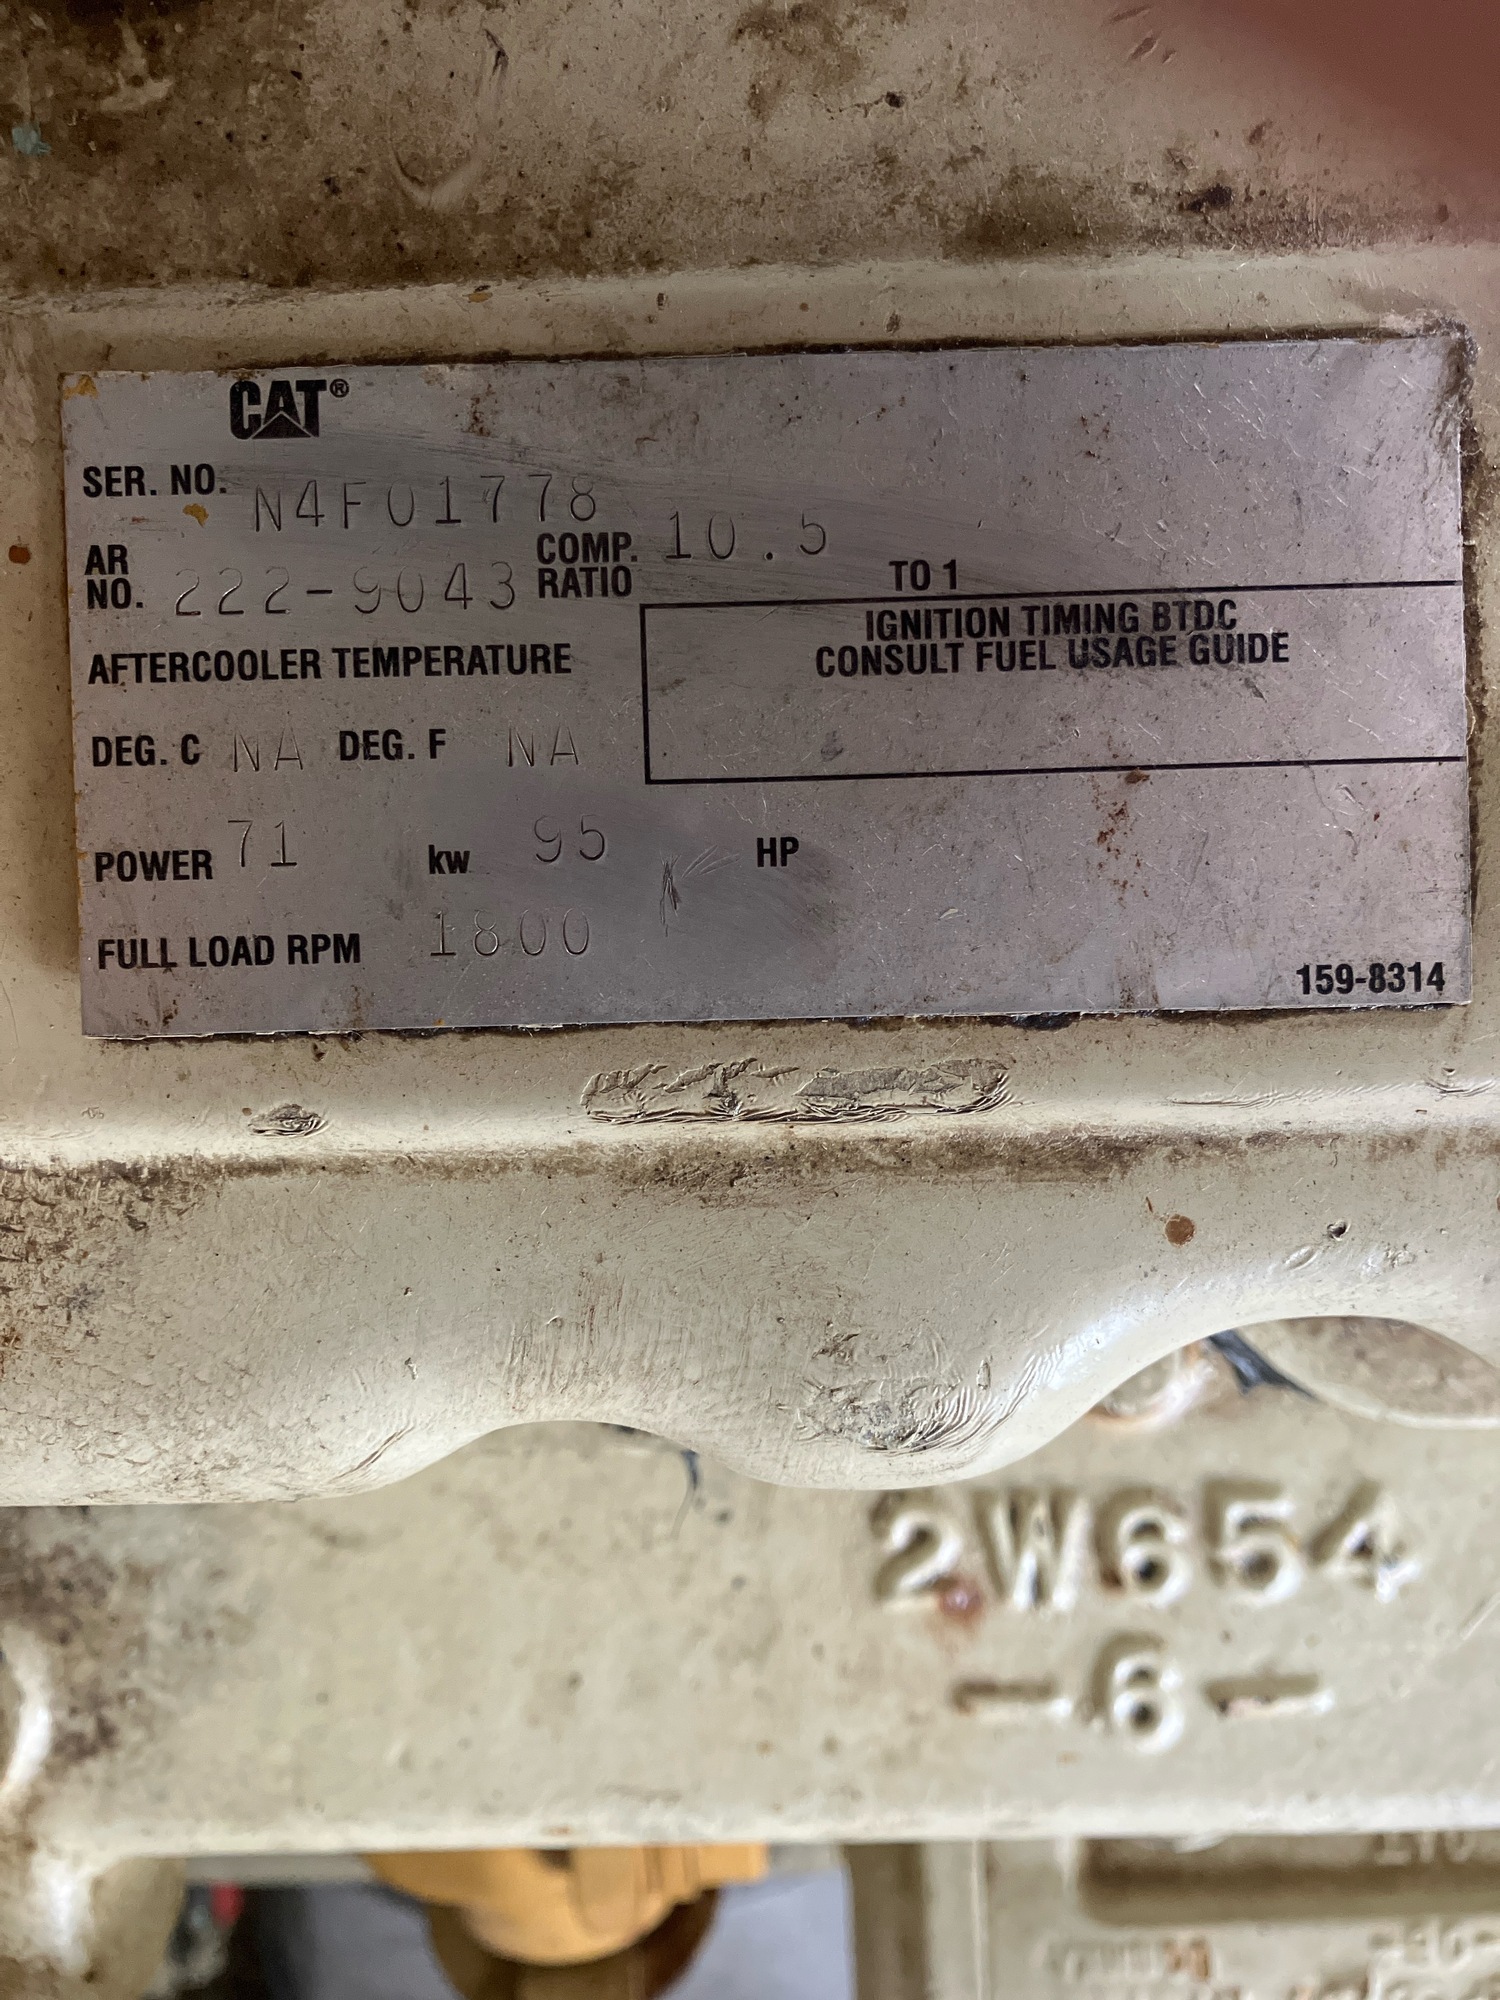 CAT®
SER. NO. N4F01778
AR NO. 222-9043 COMP. RATIO 10.5 TO 1
IGNITION TIMING BTDC
CONSULT FUEL USAGE GUIDE
AFTERCOOLER TEMPERATURE
DEG. C NA DEG. F NA
POWER 71 kw 95 HP
FULL LOAD RPM 1800
159-8314
2W654
-6-